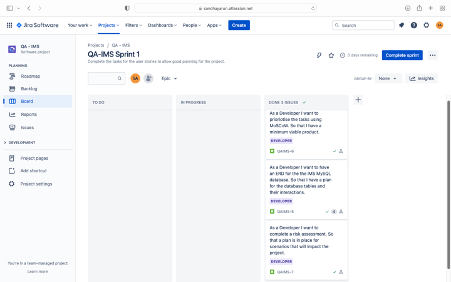 sanchayaran.atlassian.net
Jira Software
Your work
Projects
Filters
Dashboards
People
Apps
Create
Search
SA
QA - IMS
Software project
PLANNING
Roadmap
Backlog
Board
Reports
Issues
DEVELOPMENT
Project pages
Add shortcut
Project settings
You're in a team-managed project
Learn more
Projects / QA - IMS
QA-IMS Sprint 1
Complete the tasks for the user stories to allow good planning for the project.
3 days remaining
Complete sprint
SA
Epic
GROUP BY
None
Insights
TO DO
IN PROGRESS
DONE 3 ISSUES
As a Developer I want to
prioritise the tasks using
MoSCoW. So that I have a
minimum viable product.
DEVELOPER
As a Developer I want to have
an ERD for the the IMS MySQL
database. So that I have a plan
for the database tables and
their interactions.
DEVELOPER
As a Developer I want to
complete a risk assessment. So
that a plan is in place for
scenarios that will impact the
project.
DEVELOPER
QAIMS-7